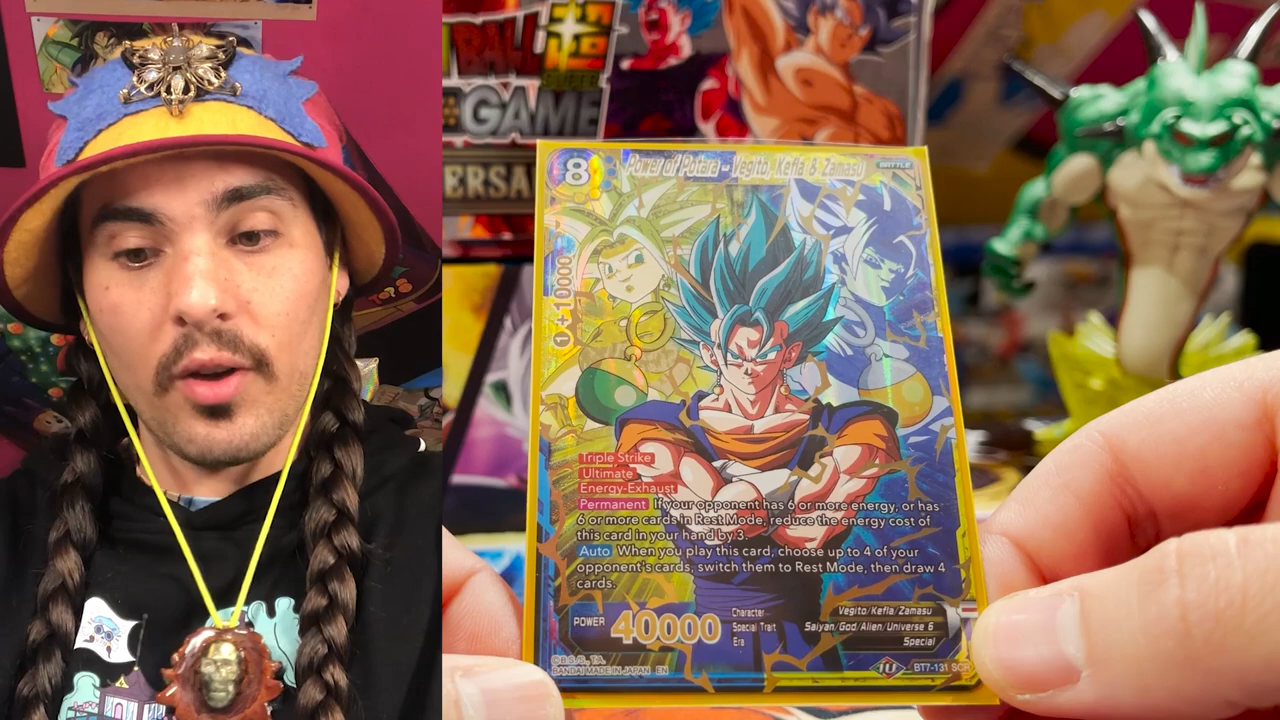 BALL
SUPER
GAME
ERSA
8
Power of Potara - Vegito, Kefla & Zamasu
BATTLE
1 +10000
Triple Strike
Ultimate
Energy-Exhaust
Permanent If your opponent has 6 or more energy, or has
6 or more cards in Rest Mode, reduce the energy cost of
this card in your hand by 3.
Auto When you play this card, choose up to 4 of your
opponent's cards, switch them to Rest Mode, then draw 4
cards.
POWER 40000
Character Vegito/Kefla/Zamasu
Special Trait Saiyan/God/Alien/Universe 6
Era Special
©B.S./S., T.A.
BANDAI MADE IN JAPAN EN
BT7-131 SCR